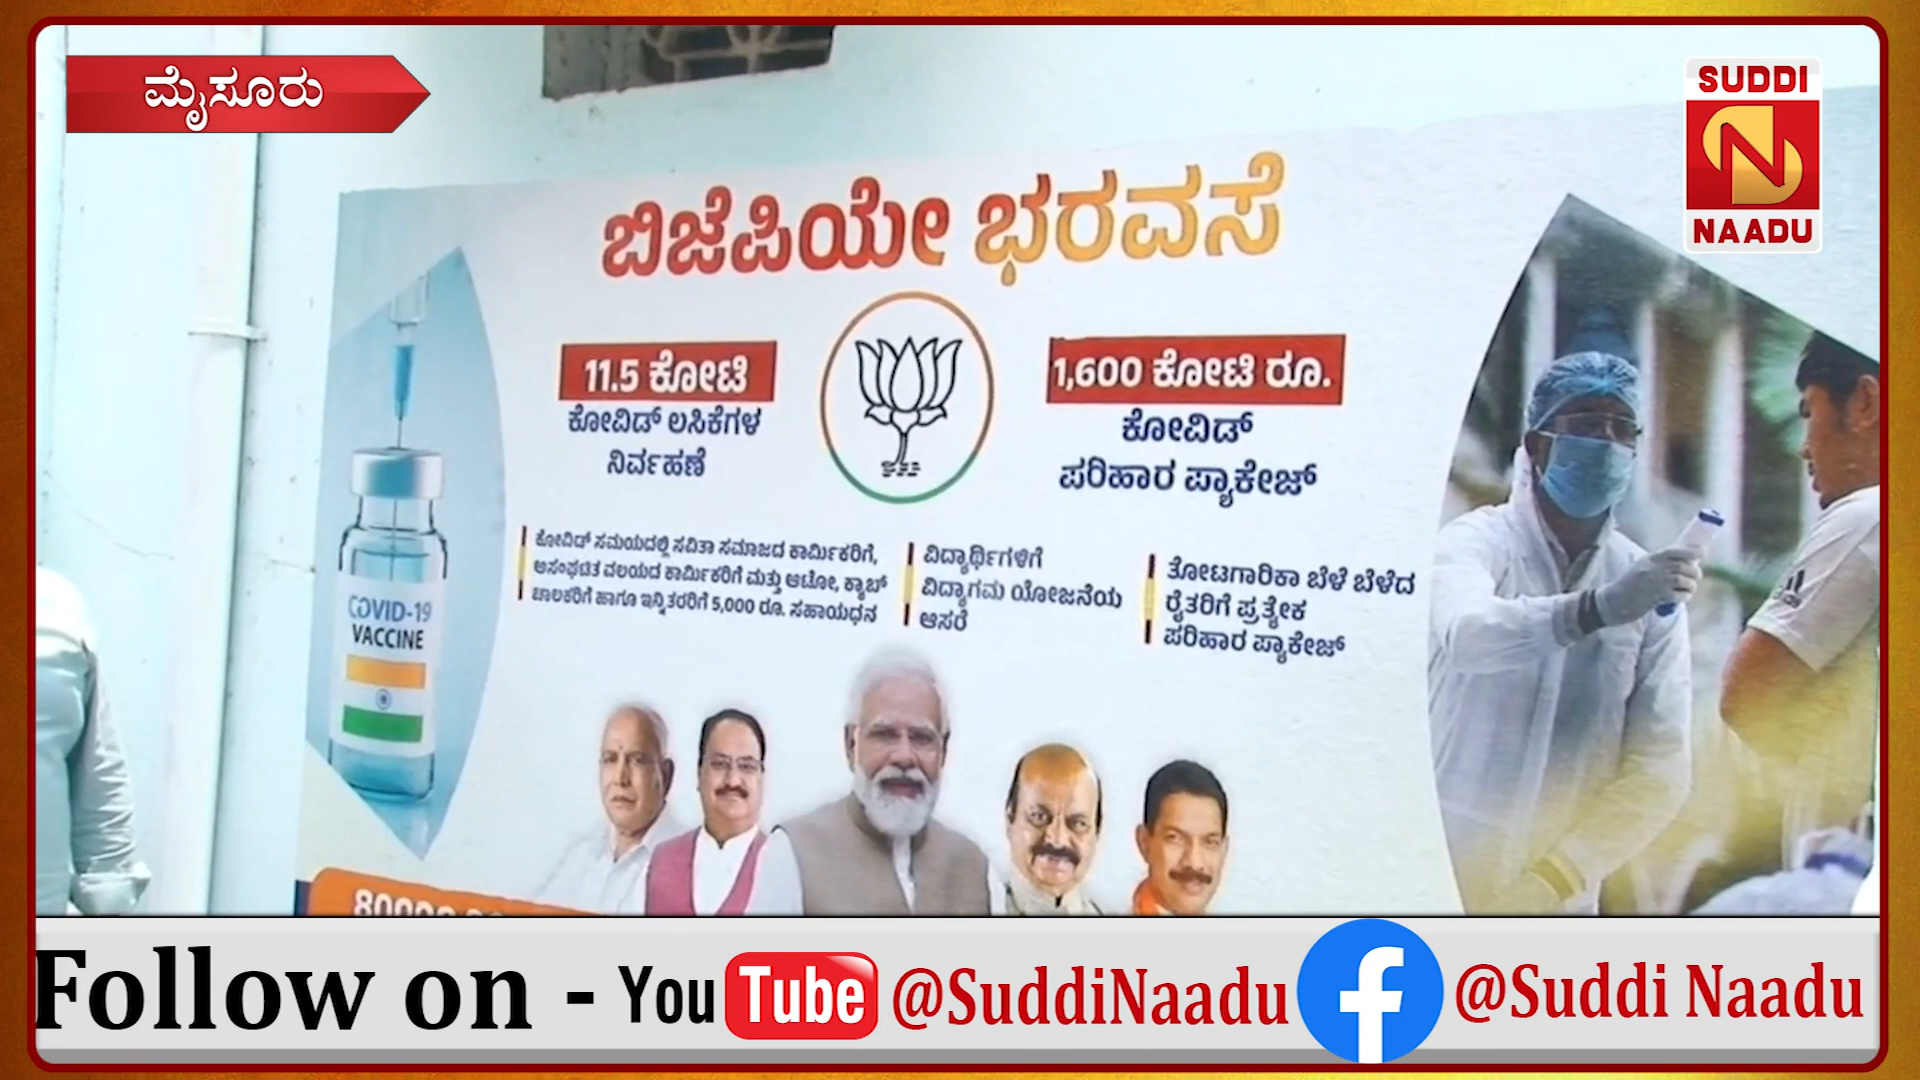 ಮೈಸೂರು
SUDDI
N
NAADU
ಬಿಜೆಪಿಯೇ ಭರವಸೆ
11.5 ಕೋಟಿ
ಕೋವಿಡ್ ಲಸಿಕೆಗಳ
ನಿರ್ವಹಣೆ
1,600 ಕೋಟಿ ರೂ.
ಕೋವಿಡ್
ಪರಿಹಾರ ಪ್ಯಾಕೇಜ್
ಕೋವಿಡ್ ಸಮಯದಲ್ಲಿ ಸವಿತಾ ಸಮಾಜದ ಕಾರ್ಮಿಕರಿಗೆ,
ಅಸಂಘಟಿತ ವಲಯದ ಕಾರ್ಮಿಕರಿಗೆ ಮತ್ತು ಆಟೋ, ಕ್ಯಾಬ್
ಚಾಲಕರಿಗೆ ಹಾಗೂ ಇನ್ನಿತರರಿಗೆ 5,000 ರೂ. ಸಹಾಯಧನ
ವಿದ್ಯಾರ್ಥಿಗಳಿಗೆ
ವಿದ್ಯಾಗಮ ಯೋಜನೆಯ
ಆಸರೆ
ತೋಟಗಾರಿಕಾ ಬೆಳೆ ಬೆಳೆದ
ರೈತರಿಗೆ ಪ್ರತ್ಯೇಕ
ಪರಿಹಾರ ಪ್ಯಾಕೇಜ್
COVID-19
VACCINE
Follow on - YouTube @SuddiNaadu f @Suddi Naadu